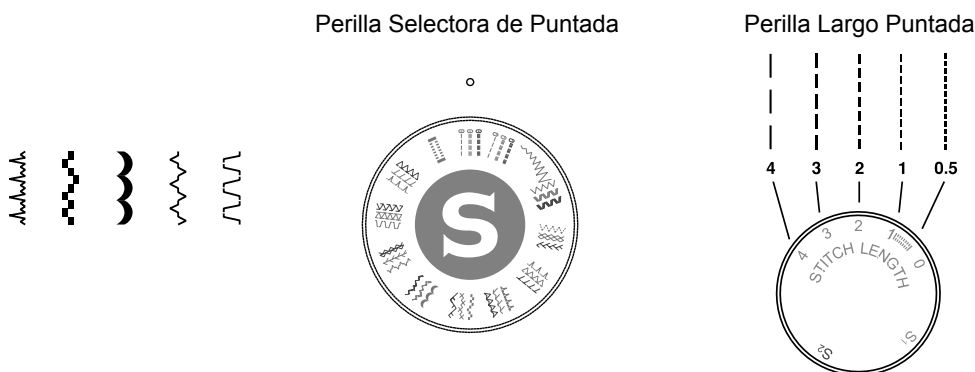 Perilla Selectora de Puntada
Perilla Largo Puntada
4 3 2 1 0.5
S
4 3 2 1 0
STITCH LENGTH
S2 S1